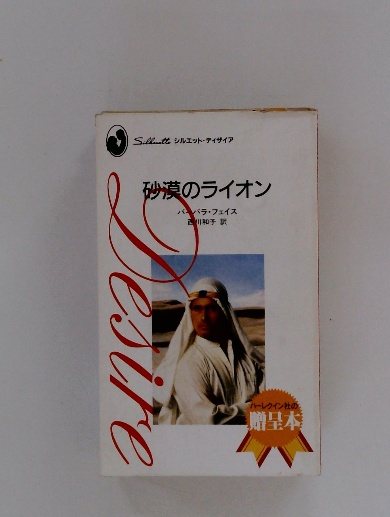 Silhouette シルエット・ディザイア
砂漠のライオン
バーバラ・フェイス
西川和子 訳
Desire
ハーレクイン社の
贈呈本